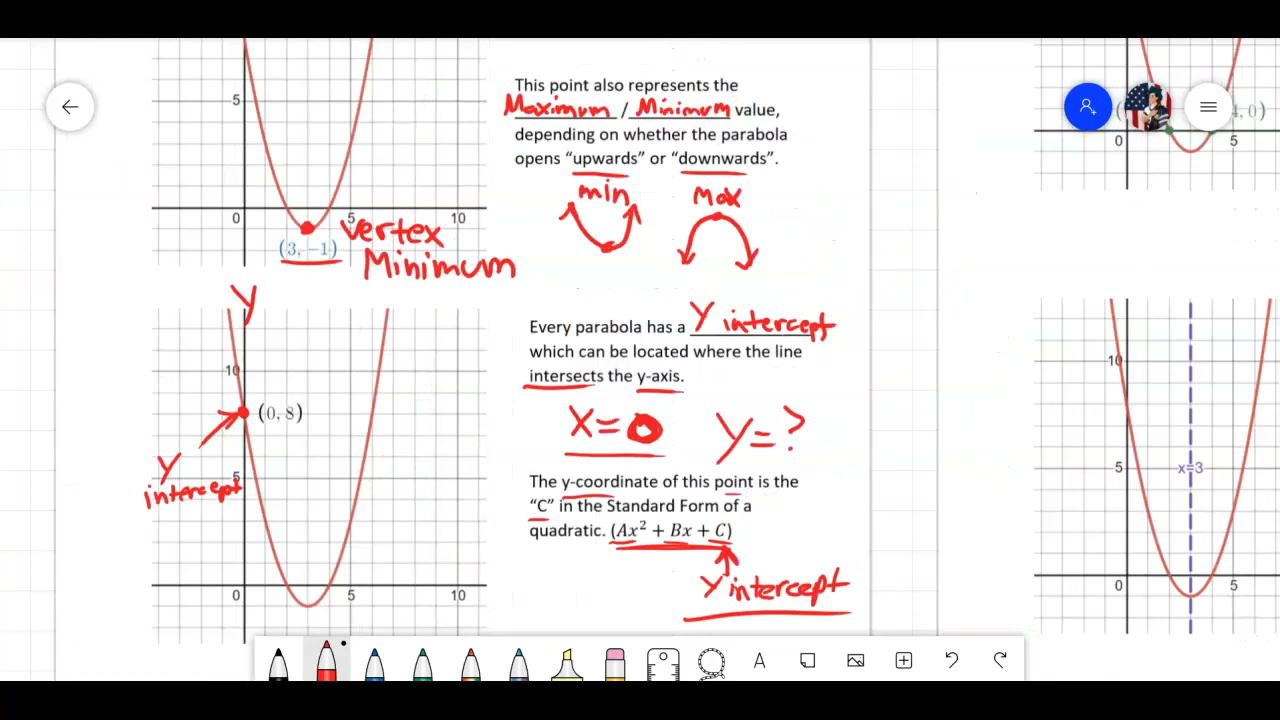 5
0
5
10
(3, −1)
Vertex
Minimum
This point also represents the
Maximum / Minimum value,
depending on whether the parabola
opens “upwards” or “downwards”.
min
Max
4, 0)
0
5
Y
10
(0, 8)
Y
intercept
5
0
5
10
Every parabola has a Y intercept
which can be located where the line
intersects the y-axis.
X=0
Y=?
The y-coordinate of this point is the
“C” in the Standard Form of a
quadratic. (Ax² + Bx + C)
Y intercept
10
5
x=3
0
5
A